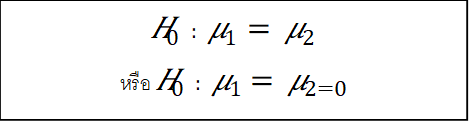 H₀ : μ₁ = μ₂
หรือ H₀ : μ₁ = μ₂₌₀